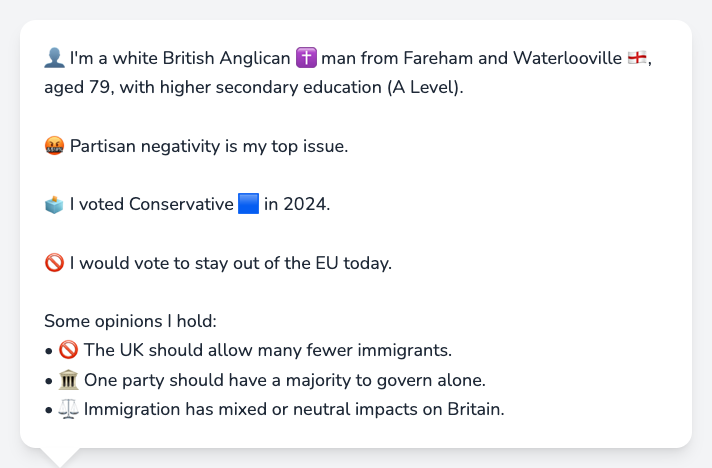 👤 I'm a white British Anglican ✝️ man from Fareham and Waterlooville 🏴󠁧󠁢󠁥󠁮󠁧󠁿,
aged 79, with higher secondary education (A Level).
🤬 Partisan negativity is my top issue.
🗳️ I voted Conservative 🟦 in 2024.
🚫 I would vote to stay out of the EU today.
Some opinions I hold:
• 🚫 The UK should allow many fewer immigrants.
• 🏛️ One party should have a majority to govern alone.
• ⚖️ Immigration has mixed or neutral impacts on Britain.